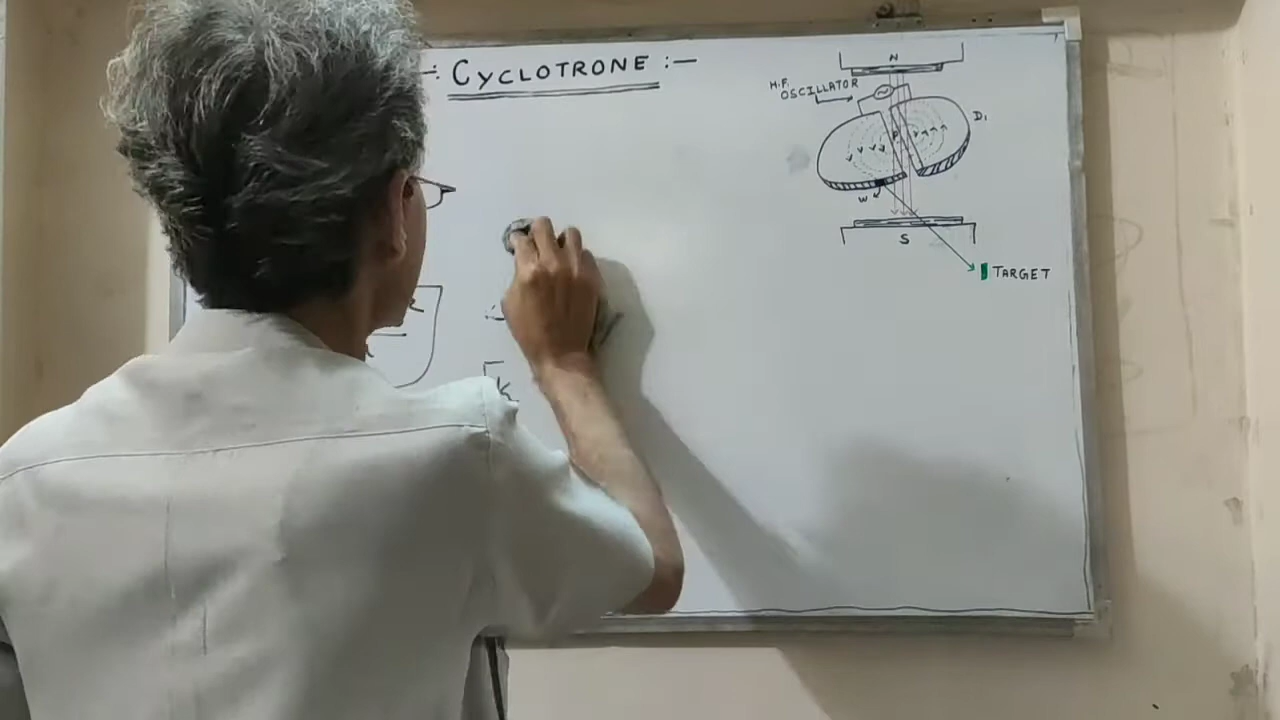 -: CYCLOTRONE :-
N
H.F.
OSCILLATOR
D1
W
S
TARGET
K